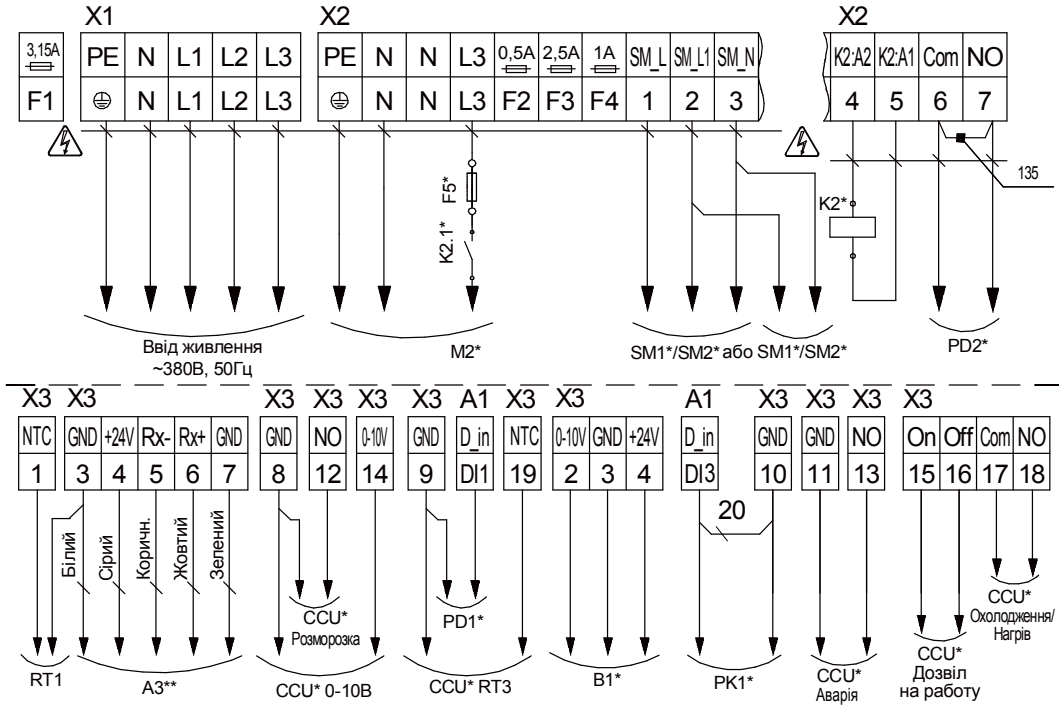 X1 X2 X2
3,15A PE N L1 L2 L3 PE N N L3 0,5A 2,5A 1A SM_L SM_L1 SM_N K2:A2 K2:A1 Com NO
F1 N L1 L2 L3 N N L3 F2 F3 F4 1 2 3 4 5 6 7
135
F5*
K2.1*
K2*
Ввід живлення
~380В, 50Гц
M2*
SM1*/SM2* або SM1*/SM2*
PD2*
X3 X3 X3 X3 X3 X3 A1 X3 X3 A1 X3 X3 X3 X3
NTC GND +24V Rx- Rx+ GND GND NO 0-10V GND D_in NTC 0-10V GND +24V D_in GND GND NO On Off Com NO
1 3 4 5 6 7 8 12 14 9 DI1 19 2 3 4 DI3 10 11 13 15 16 17 18
20
Білий
Сірий
Коричн.
Жовтий
Зелений
CCU*
Розморозка
PD1*
CCU*
Охолодження/
Нагрів
RT1
A3**
CCU* 0-10В
CCU* RT3
B1*
PK1*
CCU*
Аварія
CCU*
Дозвіл
на работу